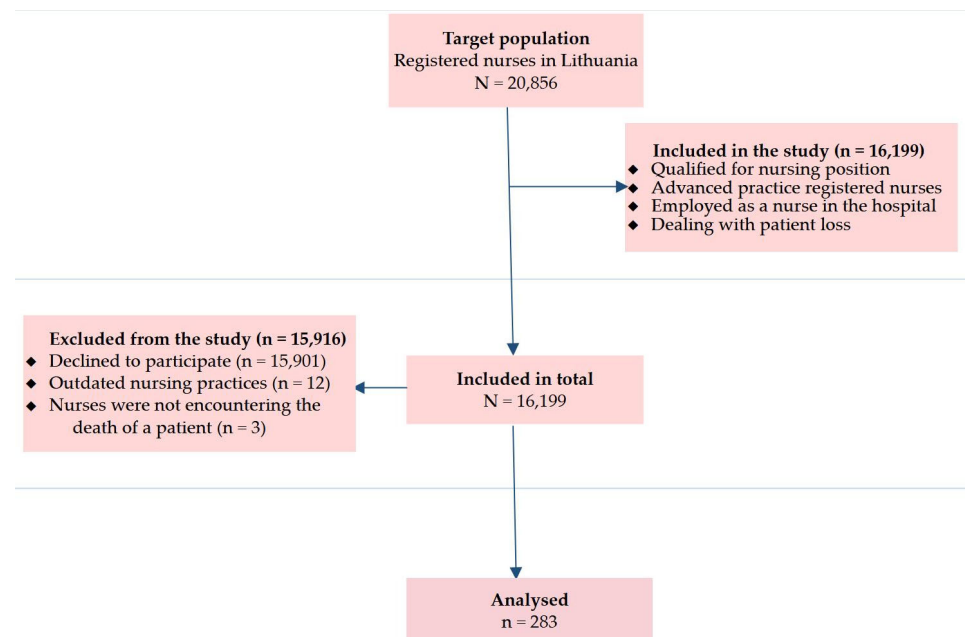 Target population
Registered nurses in Lithuania
N = 20,856
Included in the study (n = 16,199)
◆ Qualified for nursing position
◆ Advanced practice registered nurses
◆ Employed as a nurse in the hospital
◆ Dealing with patient loss
Excluded from the study (n = 15,916)
◆ Declined to participate (n = 15,901)
◆ Outdated nursing practices (n = 12)
◆ Nurses were not encountering the
death of a patient (n = 3)
Included in total
N = 16,199
Analysed
n = 283